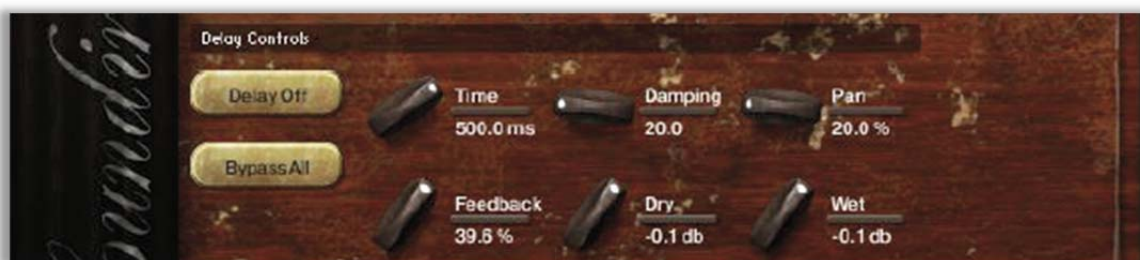 Delay Controls
Delay Off
Time
500.0 ms
Damping
20.0
Pan
20.0 %
Bypass All
Feedback
39.6 %
Dry
-0.1 db
Wet
-0.1 db